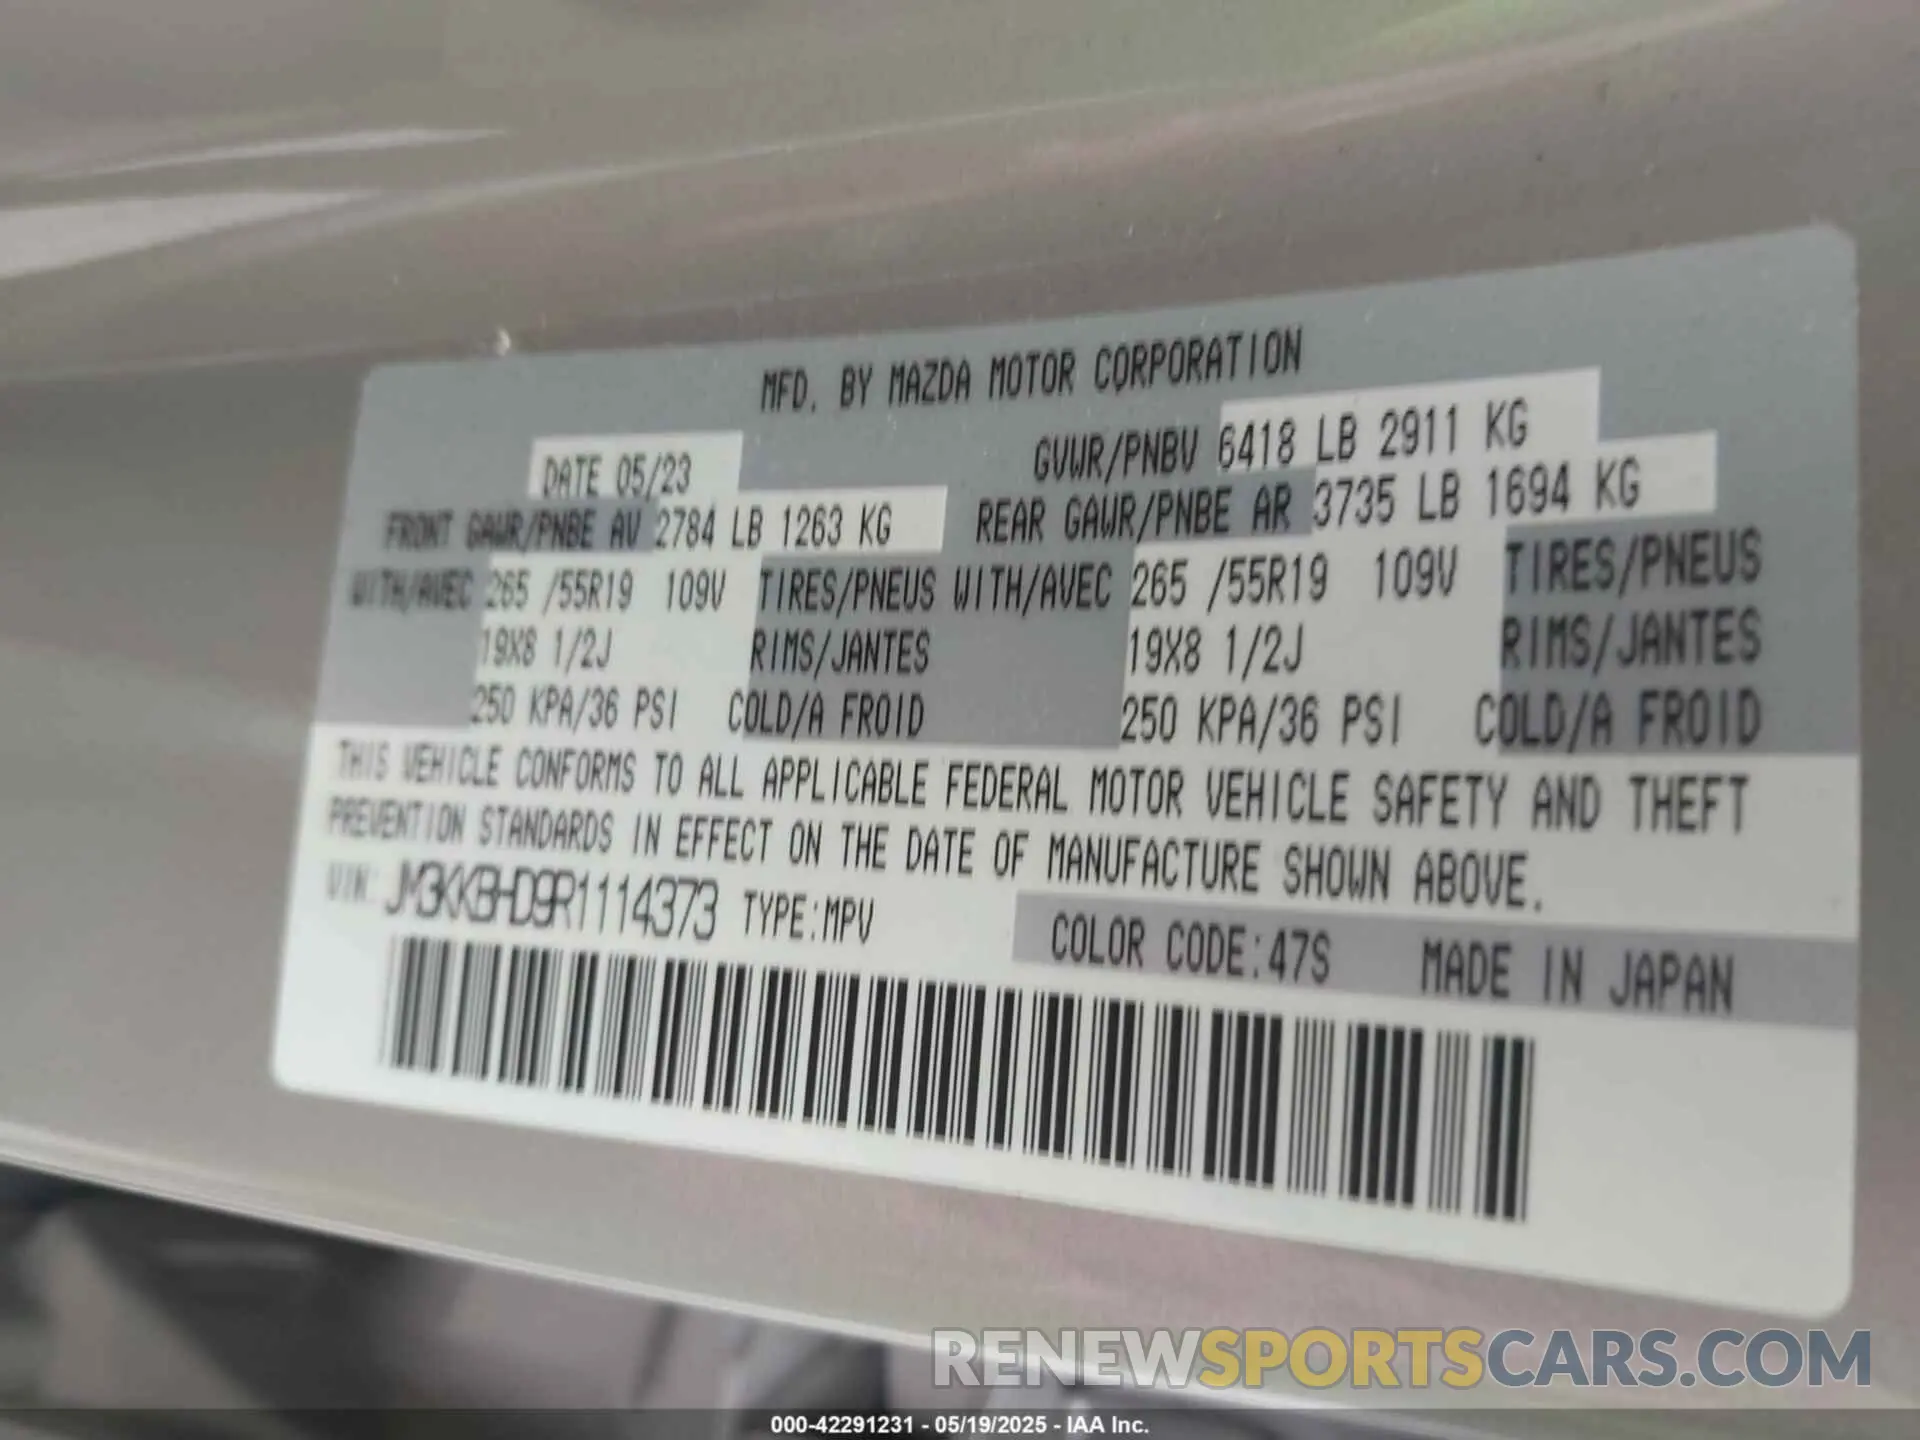 MFD. BY MAZDA MOTOR CORPORATION
DATE 05/23 GVWR/PNBV 6418 LB 2911 KG
FRONT GAWR/PNBE AV 2784 LB 1263 KG REAR GAWR/PNBE AR 3735 LB 1694 KG
WITH/AVEC 265 /55R19 109V TIRES/PNEUS WITH/AVEC 265 /55R19 109V TIRES/PNEUS
19X8 1/2J RIMS/JANTES 19X8 1/2J RIMS/JANTES
250 KPA/36 PSI COLD/A FROID 250 KPA/36 PSI COLD/A FROID
THIS VEHICLE CONFORMS TO ALL APPLICABLE FEDERAL MOTOR VEHICLE SAFETY AND THEFT
PREVENTION STANDARDS IN EFFECT ON THE DATE OF MANUFACTURE SHOWN ABOVE.
VIN: JM3KKBHD9R1114373 TYPE:MPV
COLOR CODE:47S MADE IN JAPAN
RENEWSPORTSCARS.COM
000-42291231 - 05/19/2025 - IAA Inc.